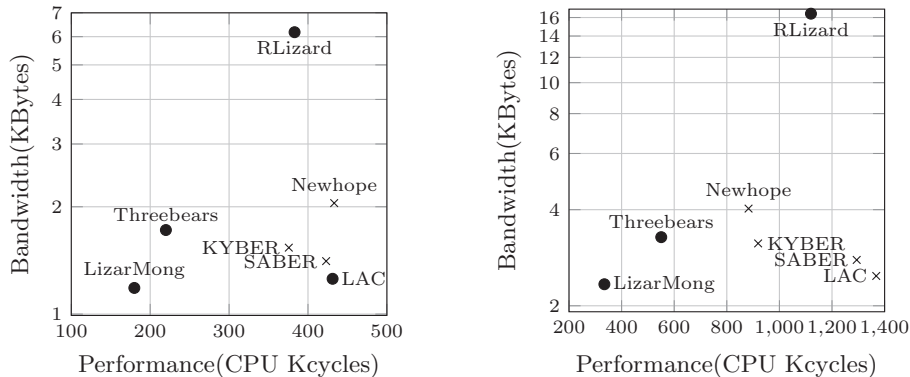 7
6
5
4
3
2
1
Bandwidth(KBytes)
RLizard
Newhope
Threebears
KYBER
SABER
LizarMong
LAC
100 200 300 400 500
Performance(CPU Kcycles)
16
14
12
10
8
6
4
2
Bandwidth(KBytes)
RLizard
Newhope
Threebears
KYBER
SABER
LAC
LizarMong
200 400 600 800 1,000 1,200 1,400
Performance(CPU Kcycles)